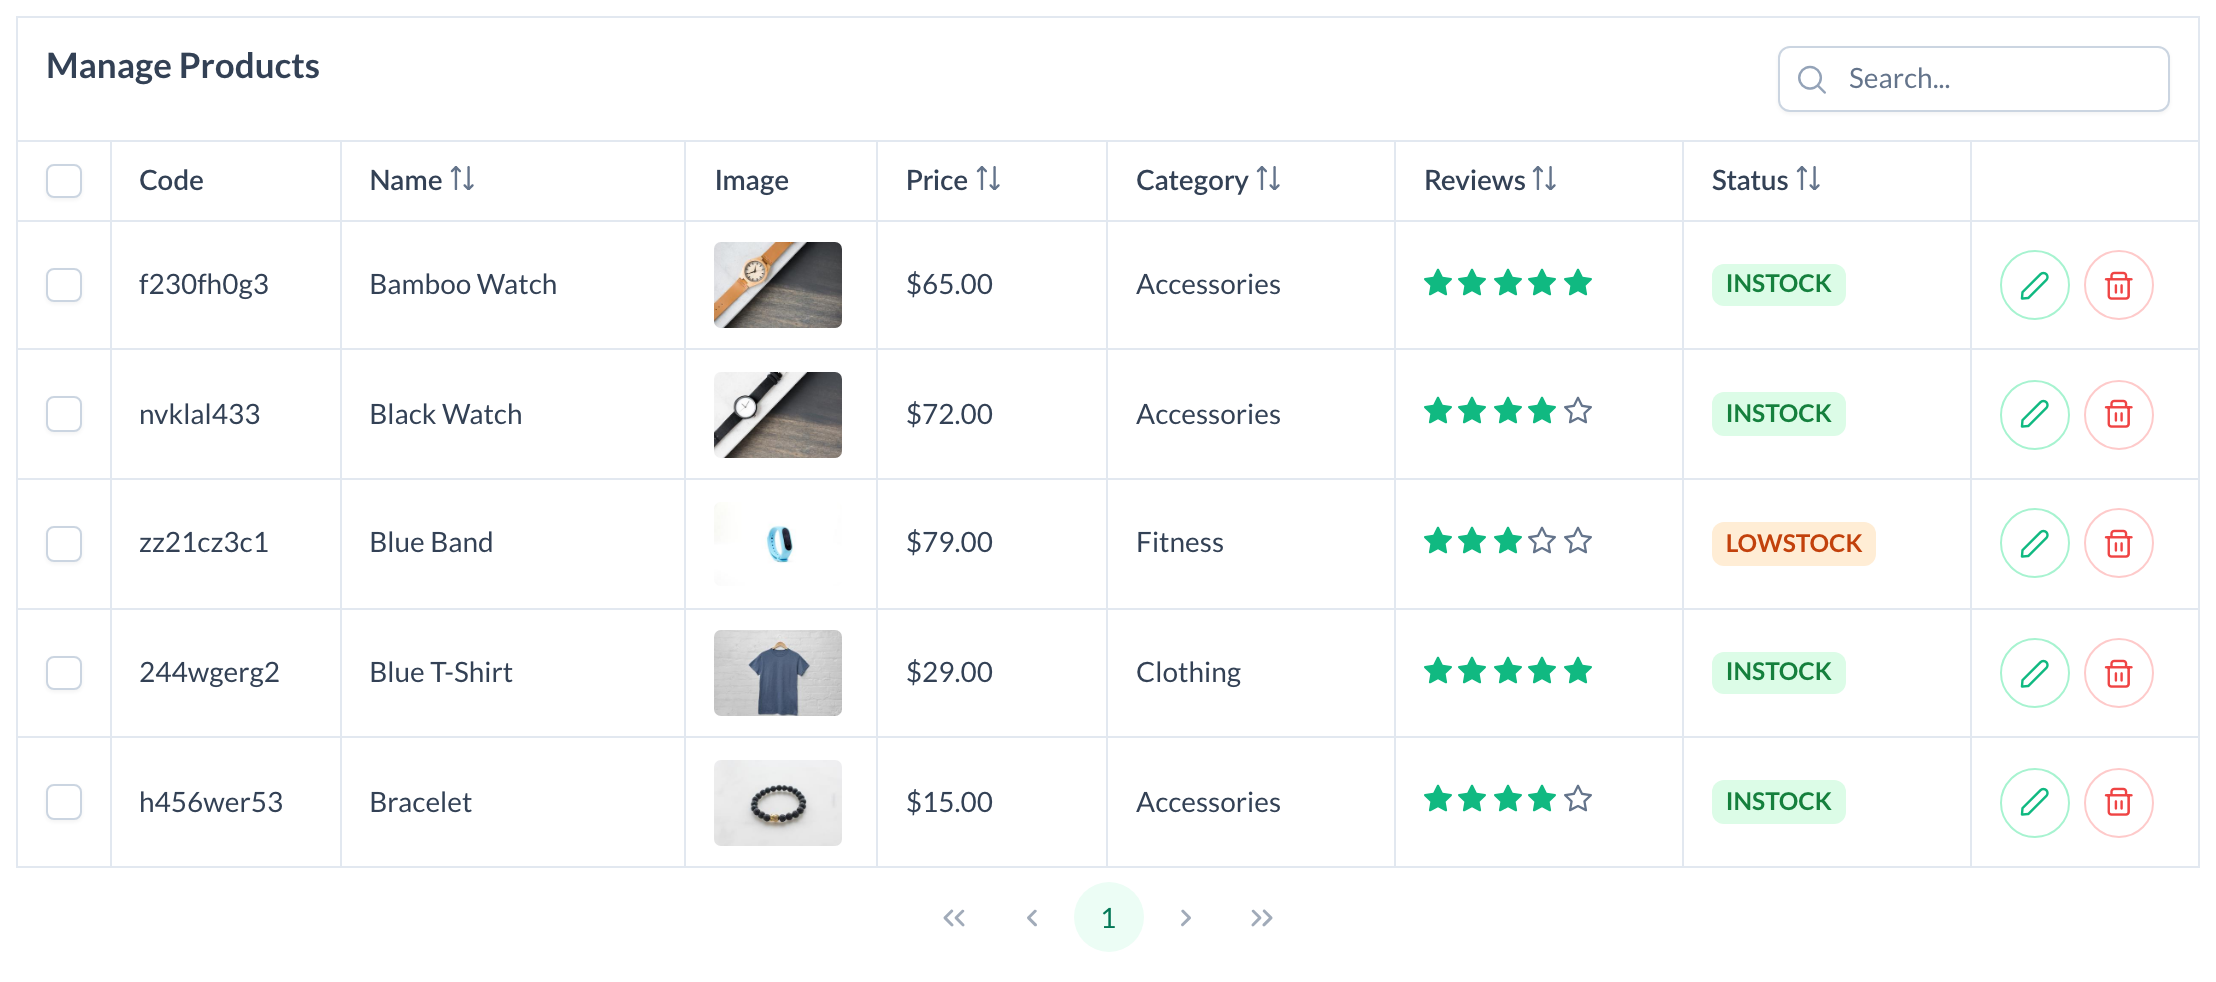 Manage Products
Search...
Code Name Image Price Category Reviews Status
f230fh0g3 Bamboo Watch $65.00 Accessories INSTOCK
nvklal433 Black Watch $72.00 Accessories INSTOCK
zz21cz3c1 Blue Band $79.00 Fitness LOWSTOCK
244wgerg2 Blue T-Shirt $29.00 Clothing INSTOCK
h456wer53 Bracelet $15.00 Accessories INSTOCK
1